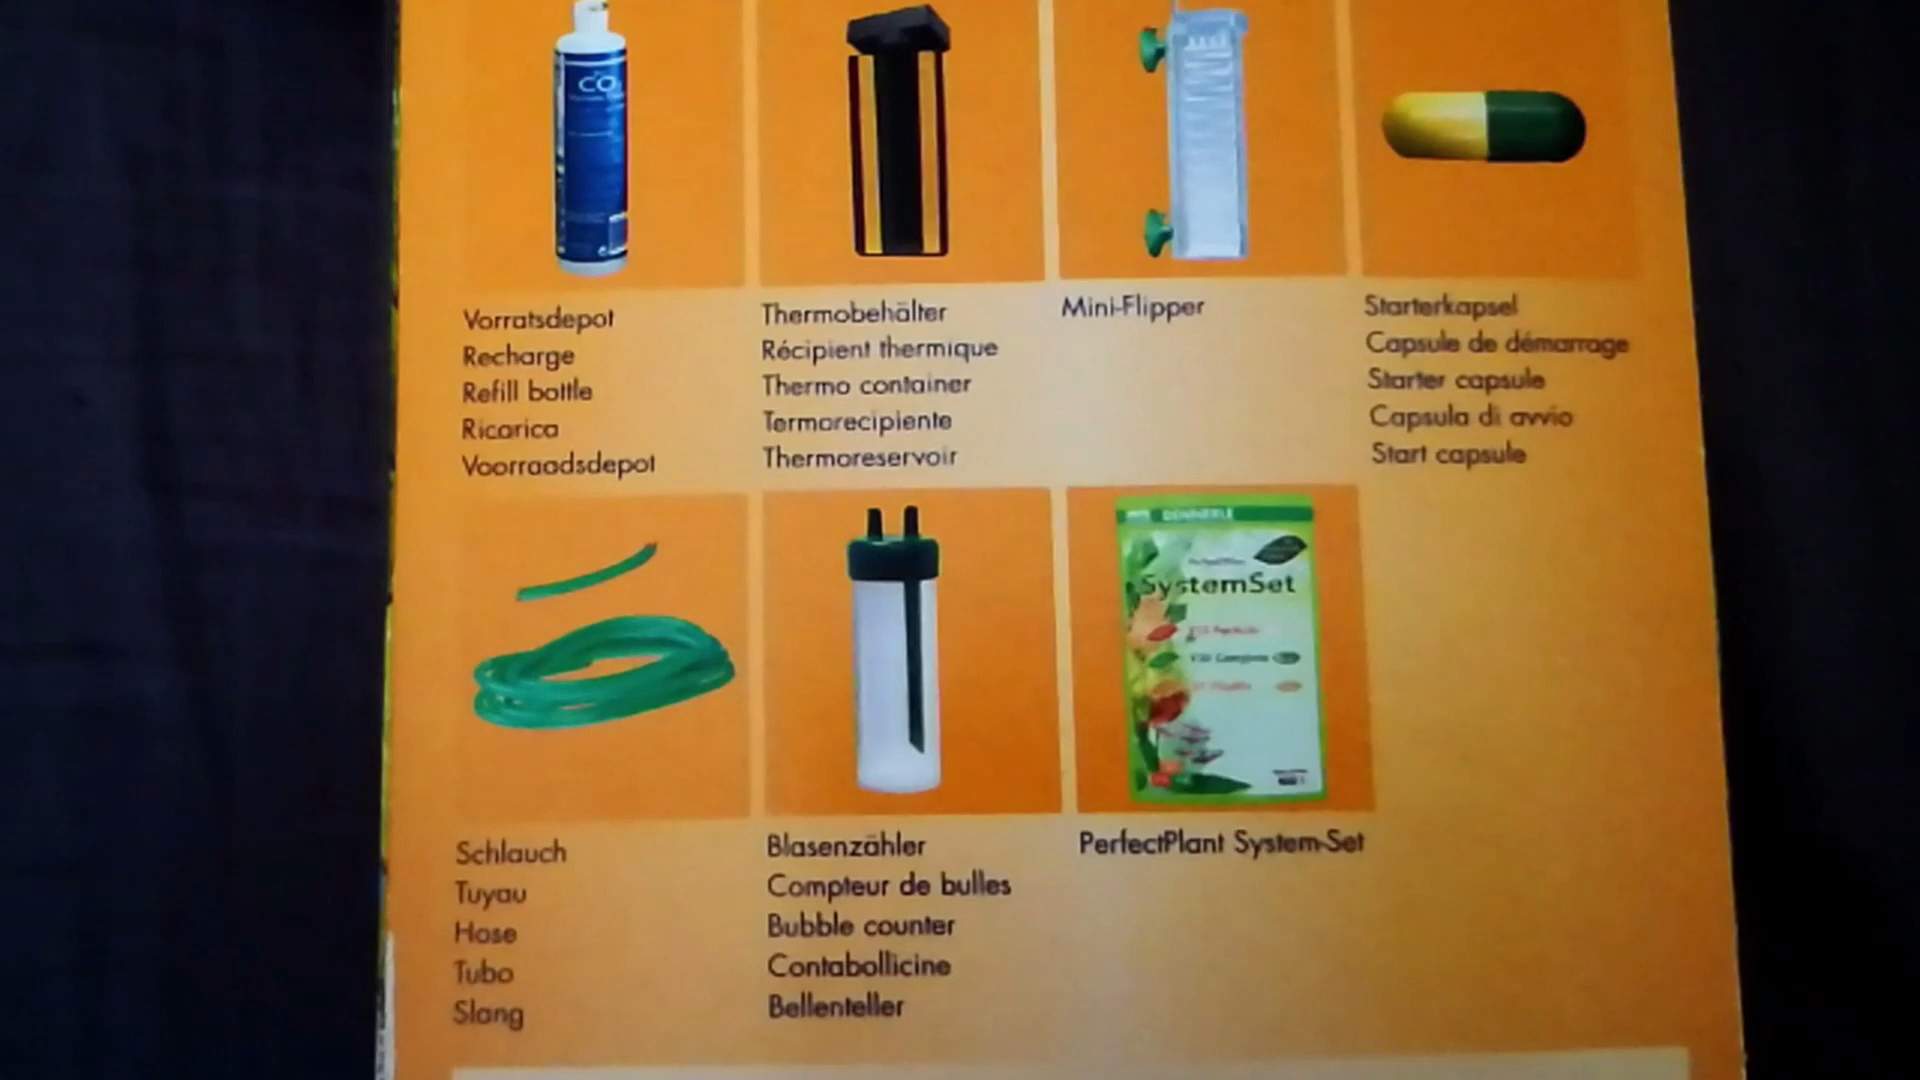 CO2
Vorratsdepot
Recharge
Refill bottle
Ricarica
Voorraadsdepot
Thermobehälter
Récipient thermique
Thermo container
Termorecipiente
Thermoreservoir
Mini-Flipper
Starterkapsel
Capsule de démarrage
Starter capsule
Capsula di avvio
Start capsule
DENNERLE
SystemSet
Schlauch
Tuyau
Hose
Tubo
Slang
Blasenzähler
Compteur de bulles
Bubble counter
Contabollicine
Bellenteller
PerfectPlant System-Set